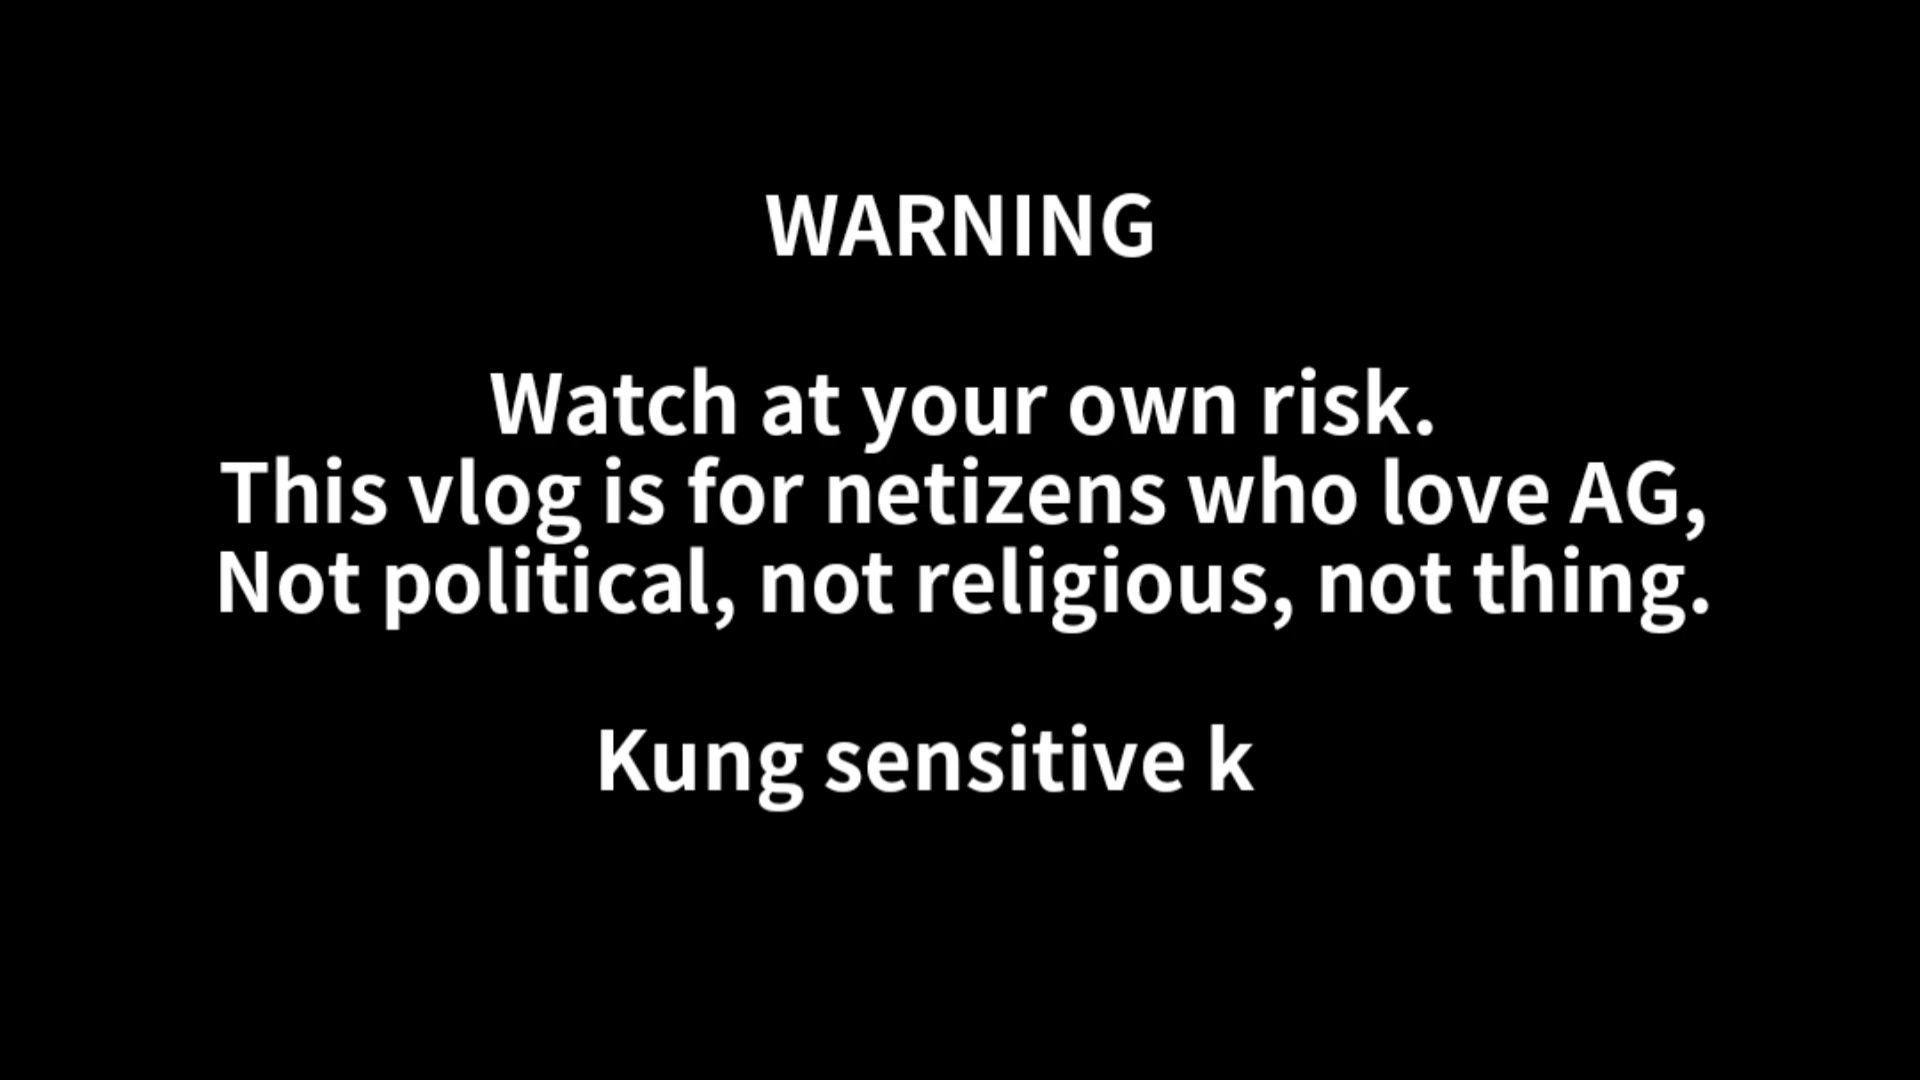 WARNING
Watch at your own risk.
This vlog is for netizens who love AG,
Not political, not religious, not thing.
Kung sensitive k